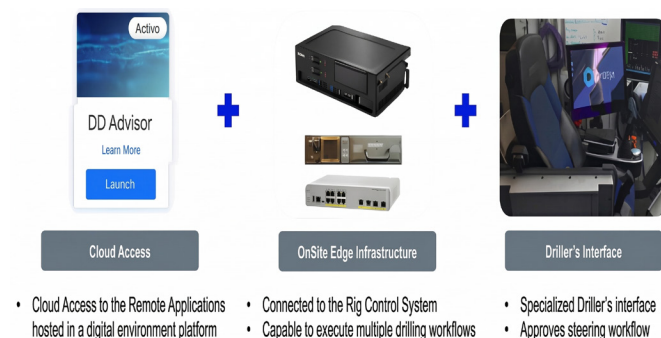 Activo
DD Advisor
Learn More
Launch
Cloud Access
OnSite Edge Infrastructure
Driller's Interface
• Cloud Access to the Remote Applications
hosted in a digital environment platform
• Connected to the Rig Control System
• Capable to execute multiple drilling workflows
• Specialized Driller's interface
• Approves steering workflow